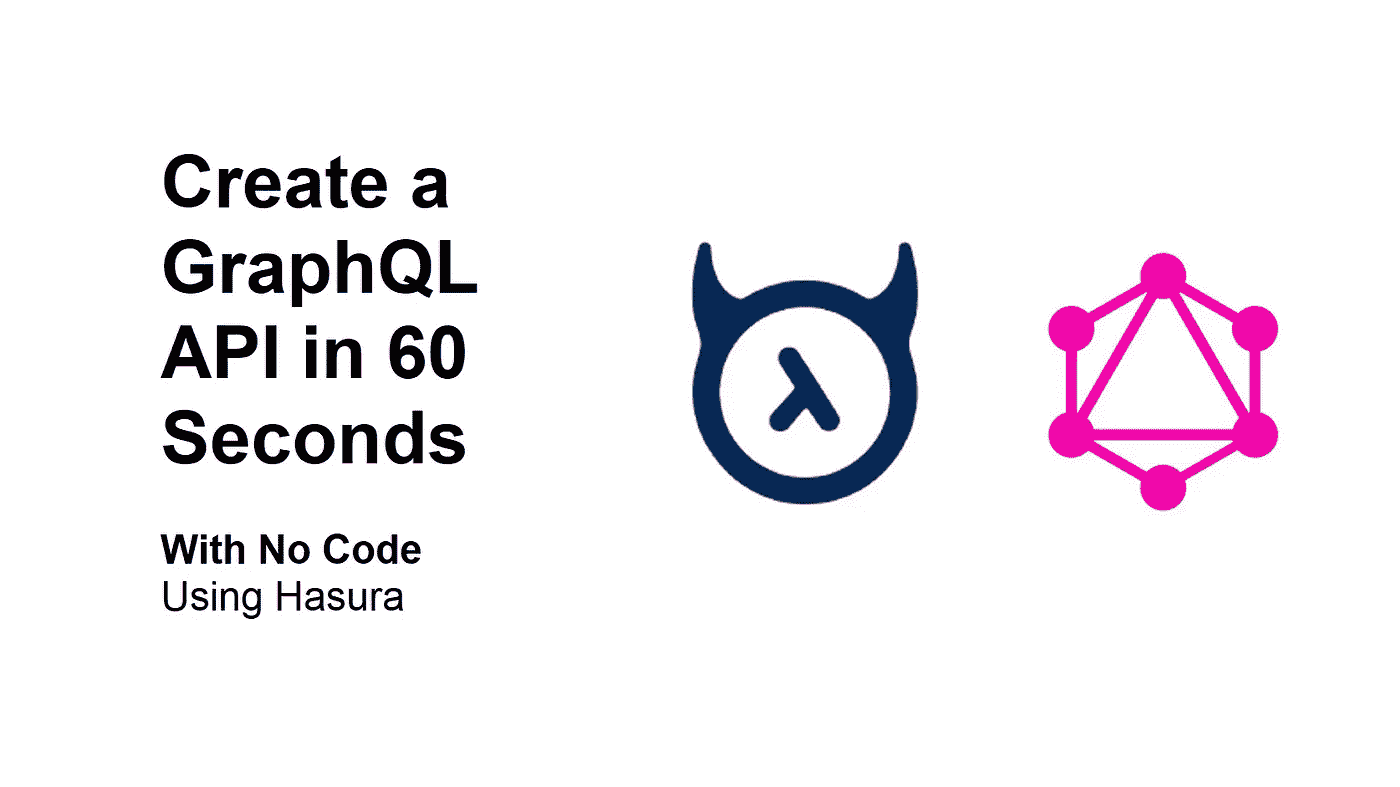 Create a
GraphQL
API in 60
Seconds
With No Code
Using Hasura
λ